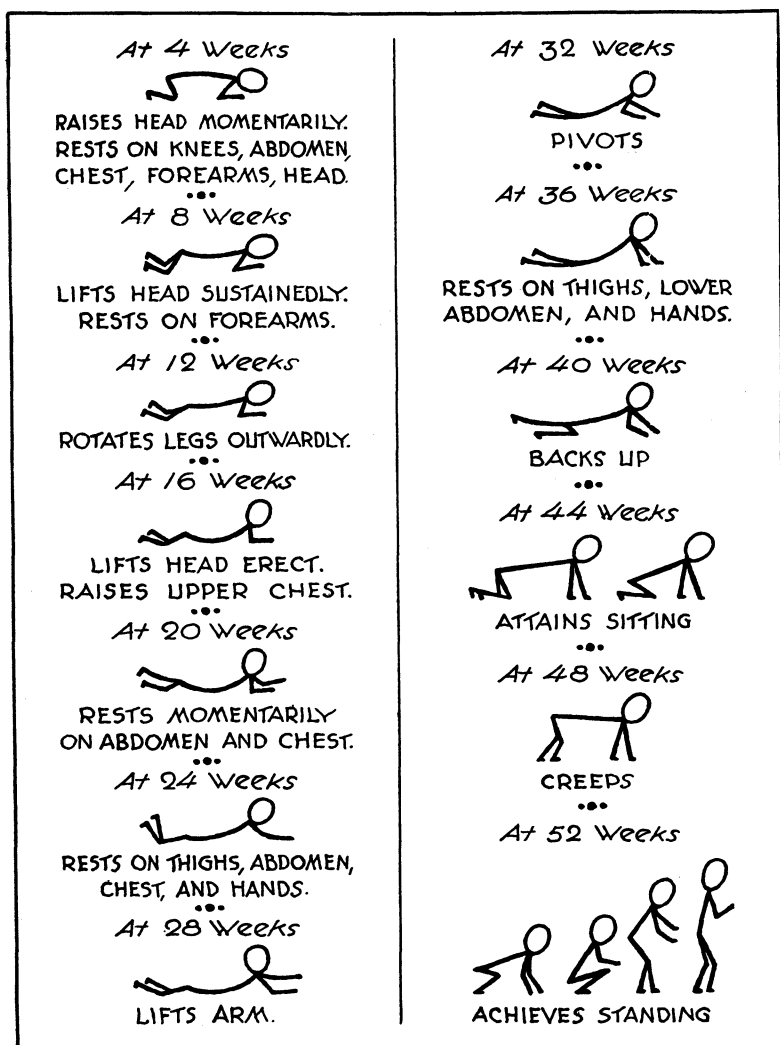 At 4 Weeks
RAISES HEAD MOMENTARILY.
RESTS ON KNEES, ABDOMEN,
CHEST, FOREARMS, HEAD.
At 8 Weeks
LIFTS HEAD SUSTAINEDLY.
RESTS ON FOREARMS.
At 12 Weeks
ROTATES LEGS OUTWARDLY.
At 16 Weeks
LIFTS HEAD ERECT.
RAISES UPPER CHEST.
At 20 Weeks
RESTS MOMENTARILY
ON ABDOMEN AND CHEST.
At 24 Weeks
RESTS ON THIGHS, ABDOMEN,
CHEST, AND HANDS.
At 28 Weeks
LIFTS ARM.
At 32 Weeks
PIVOTS
At 36 Weeks
RESTS ON THIGHS, LOWER
ABDOMEN, AND HANDS.
At 40 Weeks
BACKS UP
At 44 Weeks
ATTAINS SITTING
At 48 Weeks
CREEPS
At 52 Weeks
ACHIEVES STANDING